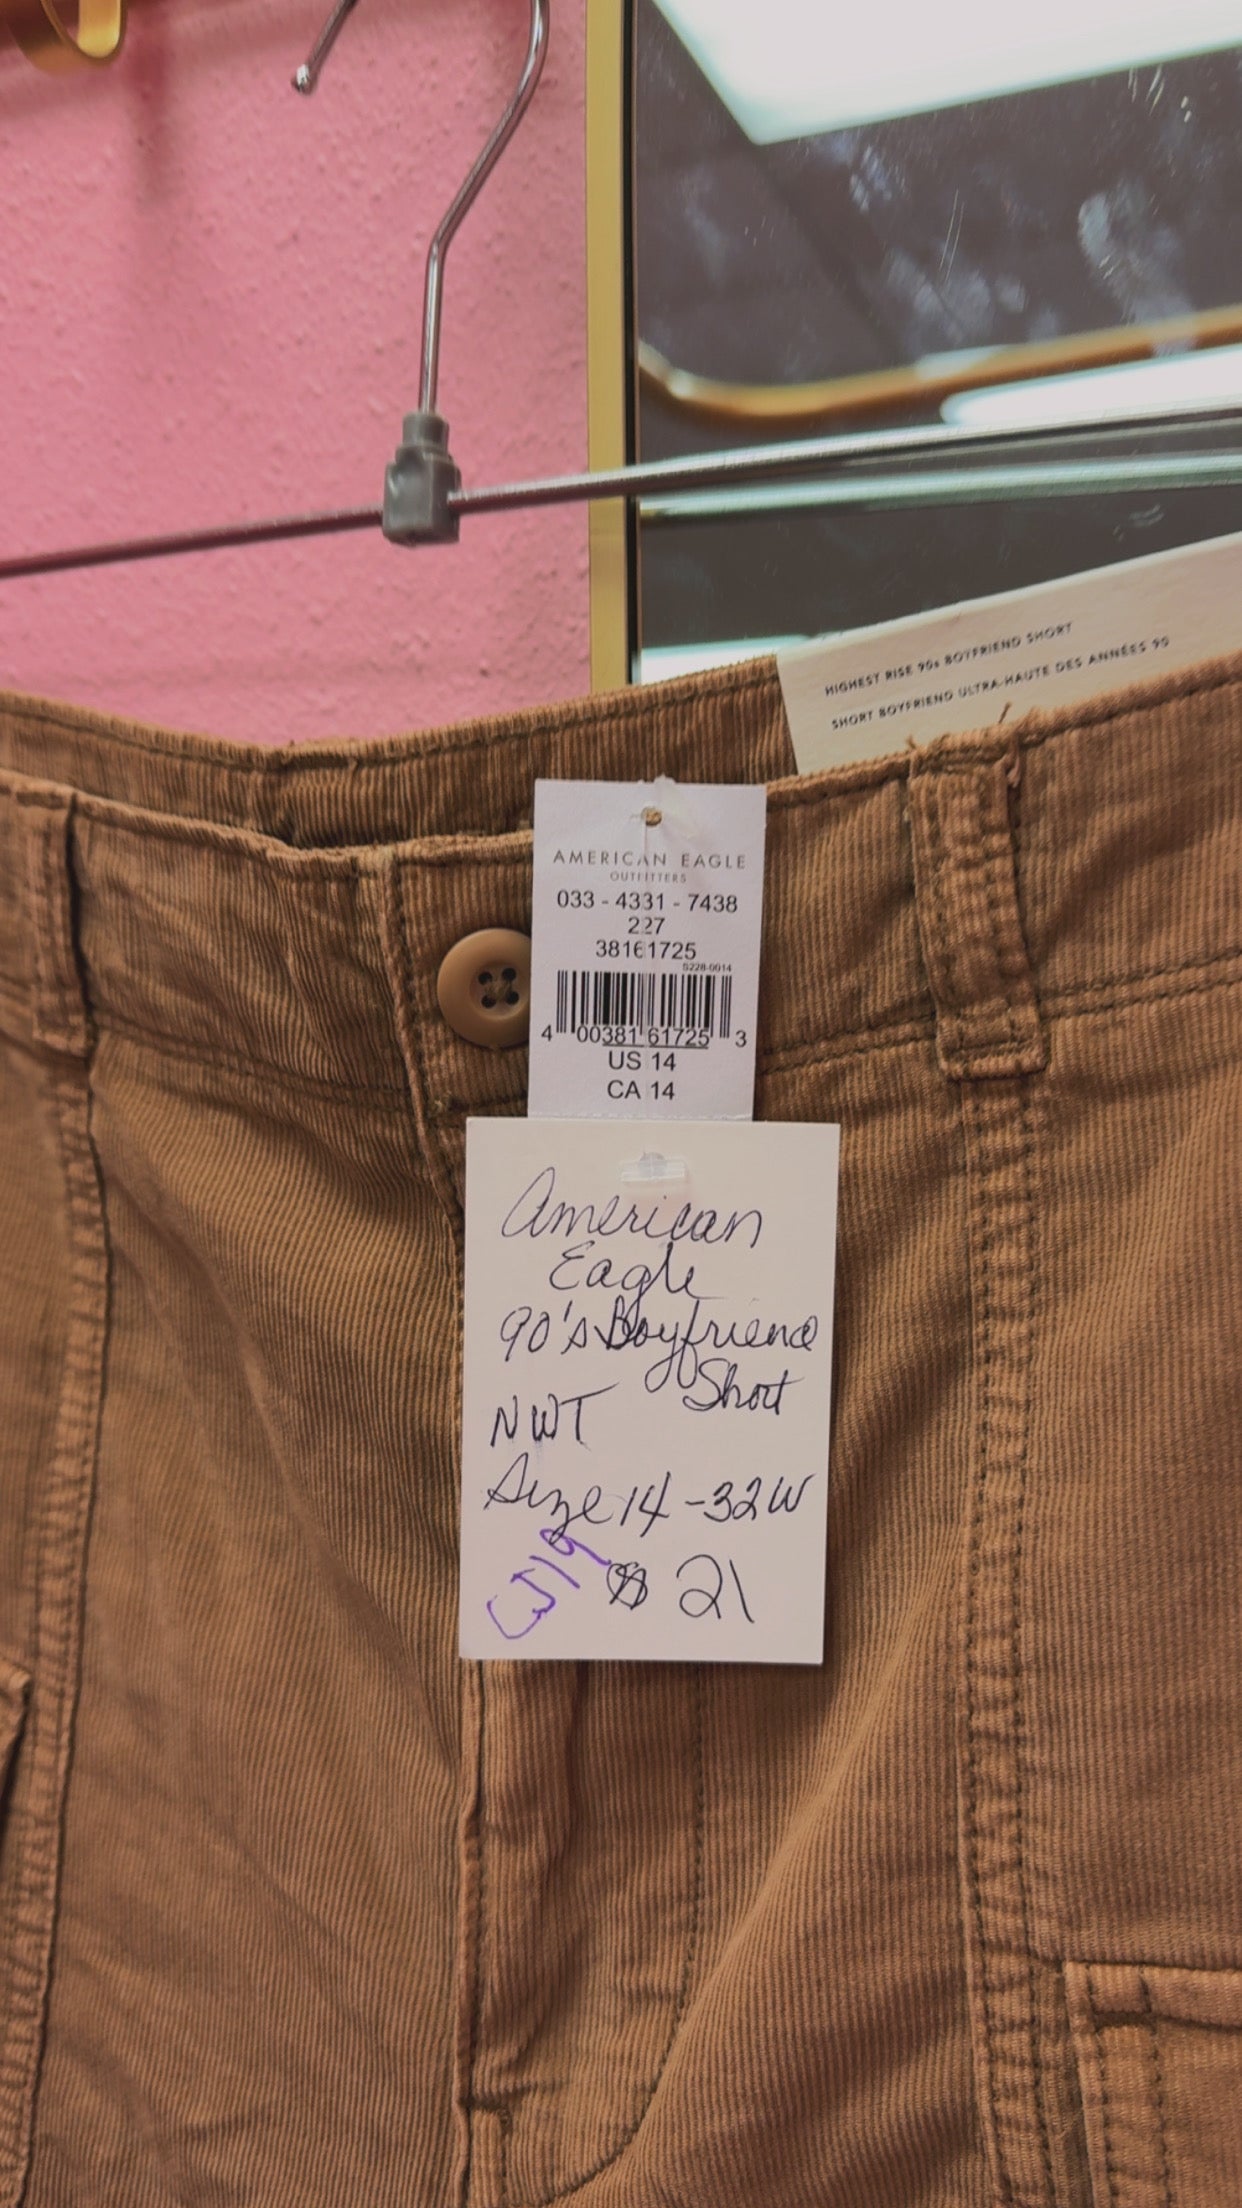 HIGHEST RISE 90s BOYFRIEND SHORT
SHORT BOYFRIEND ULTRA-HAUTE DES ANNÉES 90
AMERICAN EAGLE
OUTFITTERS
033 - 4331 - 7438
227
38161725
S228-0014
4 00381 61725 3
US 14
CA 14
American
Eagle
90's Boyfriend
Short
NWT
Size 14 - 32W
CJ19 $ 21